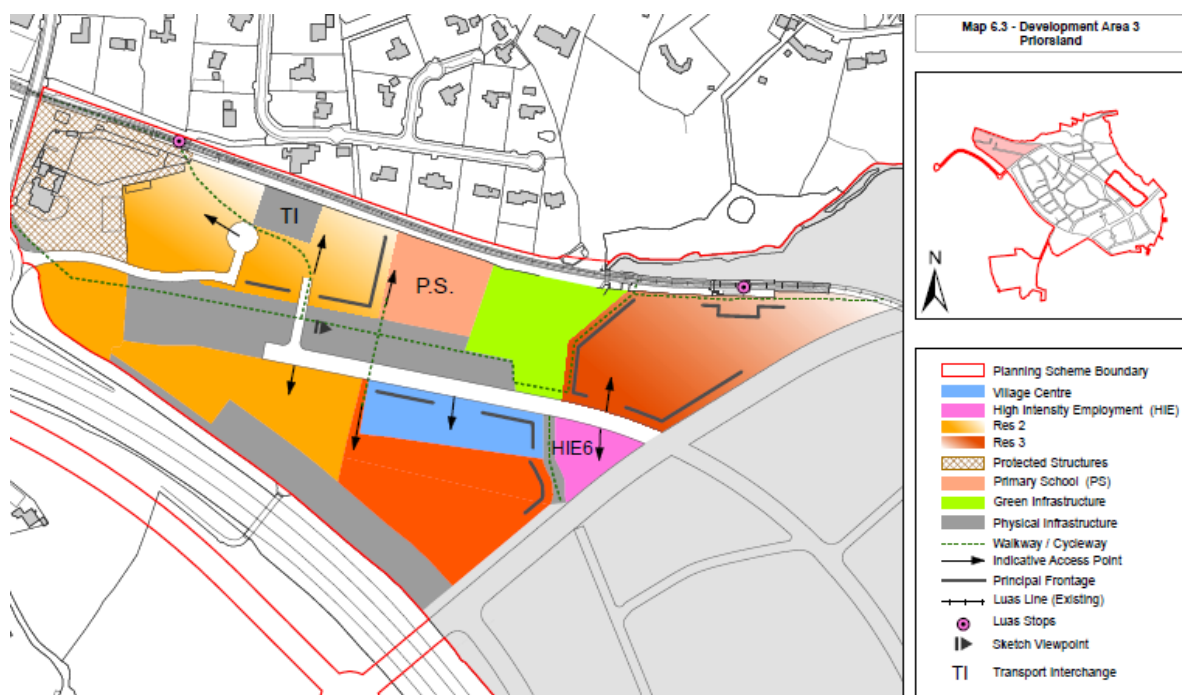 Map 6.3 - Development Area 3
Priorsland
TI
P.S.
HIE6
N
Planning Scheme Boundary
Village Centre
High Intensity Employment (HIE)
Res 2
Res 3
Protected Structures
Primary School (PS)
Green Infrastructure
Physical Infrastructure
Walkway / Cycleway
Indicative Access Point
Principal Frontage
Luas Line (Existing)
Luas Stops
Sketch Viewpoint
TI Transport Interchange